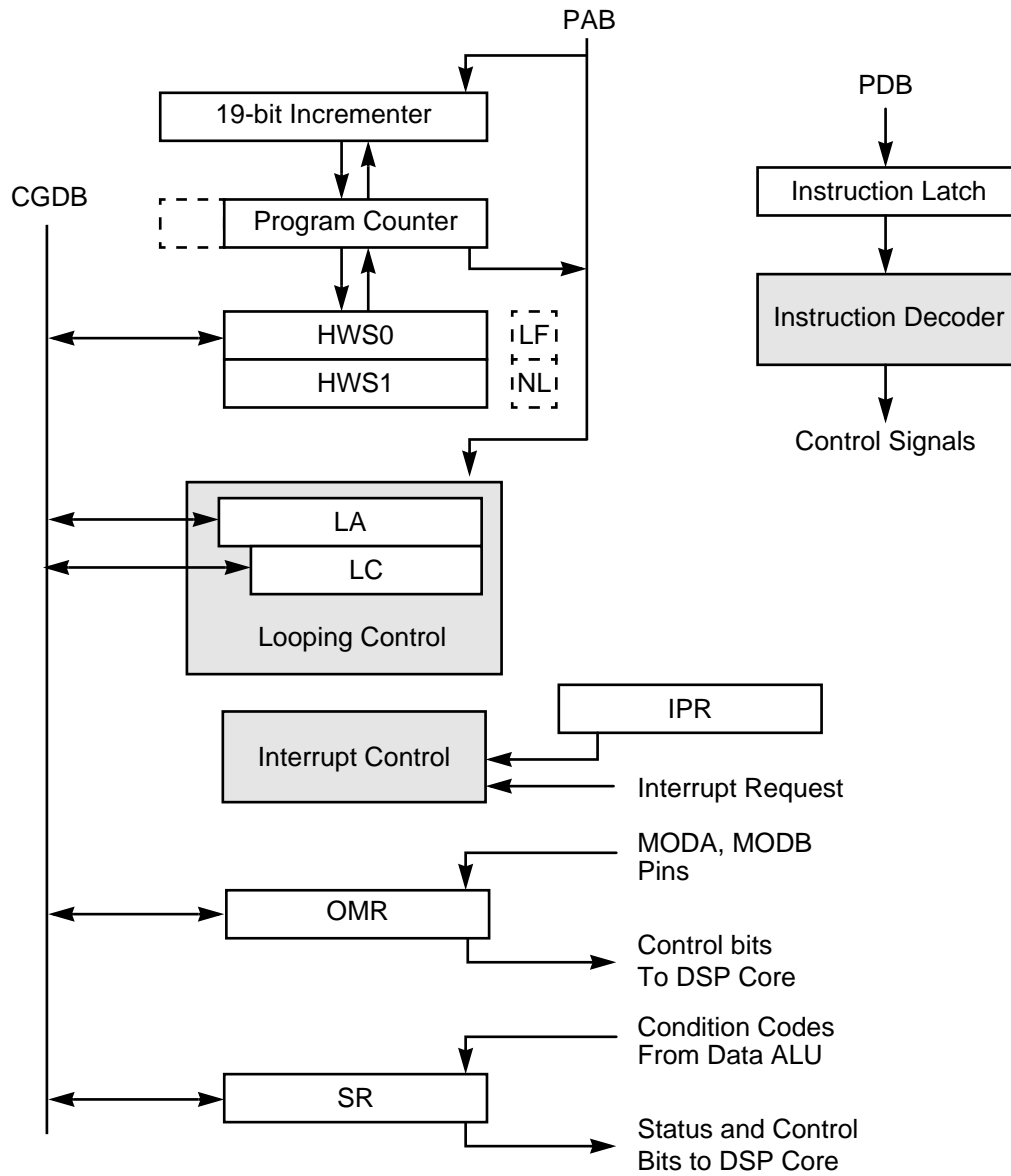 PAB
19-bit Incrementer
PDB
CGDB
Instruction Latch
Program Counter
Instruction Decoder
HWS0
LF
HWS1
NL
Control Signals
LA
LC
Looping Control
IPR
Interrupt Control
Interrupt Request
MODA, MODB
Pins
OMR
Control bits
To DSP Core
Condition Codes
From Data ALU
SR
Status and Control
Bits to DSP Core